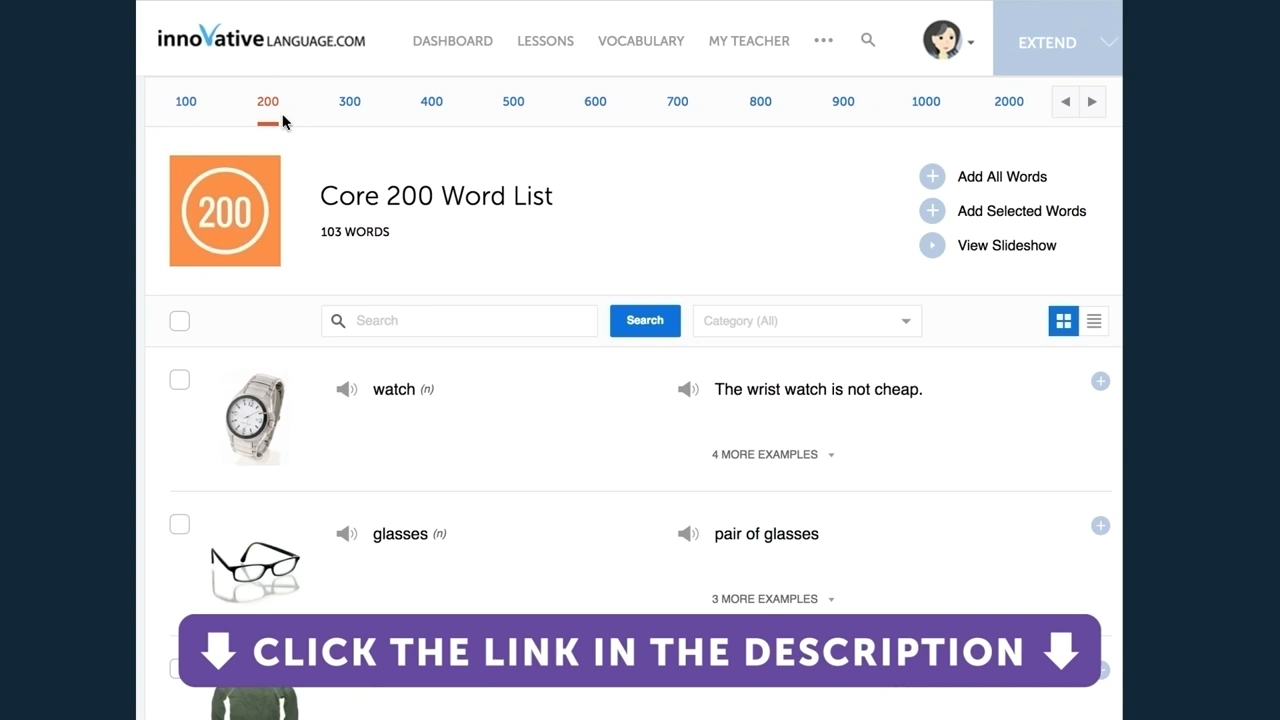 innoVative LANGUAGE.COM DASHBOARD LESSONS VOCABULARY MY TEACHER ••• EXTEND
100 200 300 400 500 600 700 800 900 1000 2000
200
Core 200 Word List
103 WORDS
Add All Words
Add Selected Words
View Slideshow
Search Search Category (All)
watch (n) The wrist watch is not cheap.
4 MORE EXAMPLES
glasses (n) pair of glasses
3 MORE EXAMPLES
CLICK THE LINK IN THE DESCRIPTION